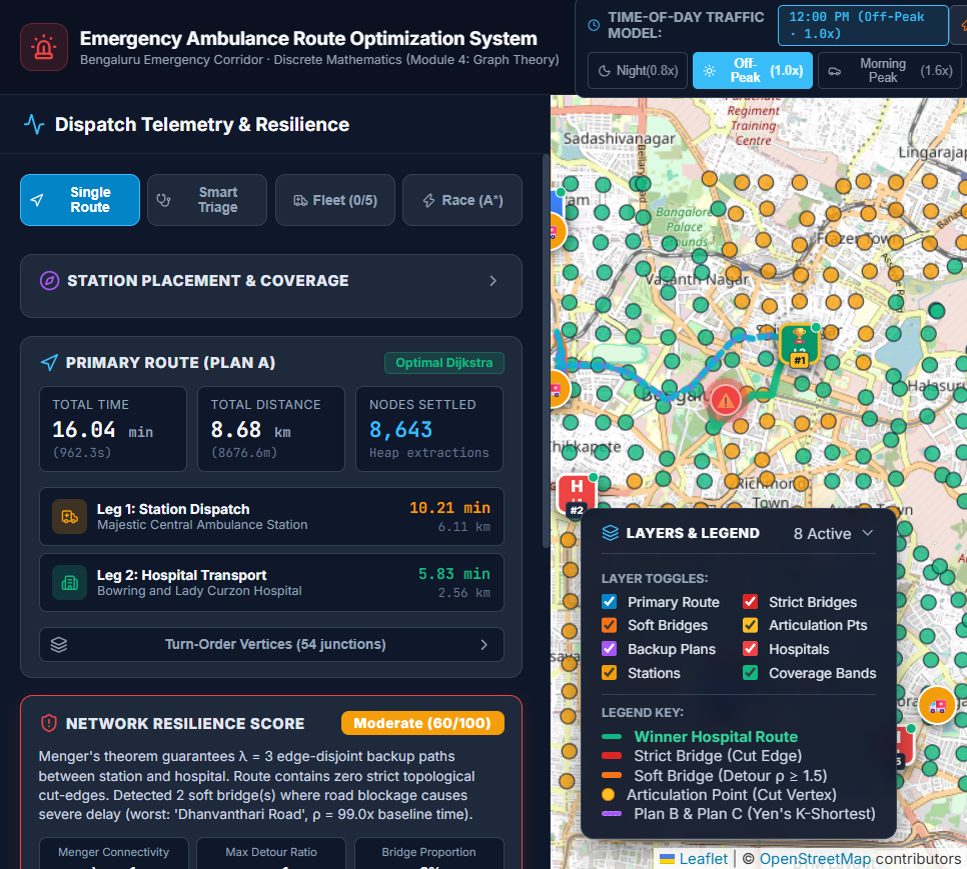 Emergency Ambulance Route Optimization System
Bengaluru Emergency Corridor · Discrete Mathematics (Module 4: Graph Theory)
TIME-OF-DAY TRAFFIC
MODEL:
12:00 PM (Off-Peak
· 1.0x)
Night(0.8x)
Off-
Peak
(1.0x)
Morning
Peak
(1.6x)
Dispatch Telemetry & Resilience
Single
Route
Smart
Triage
Fleet (0/5)
Race (A*)
STATION PLACEMENT & COVERAGE
PRIMARY ROUTE (PLAN A)
Optimal Dijkstra
TOTAL TIME
16.04 min
(962.3s)
TOTAL DISTANCE
8.68 km
(8676.6m)
NODES SETTLED
8,643
Heap extractions
Leg 1: Station Dispatch
Majestic Central Ambulance Station
10.21 min
6.11 km
Leg 2: Hospital Transport
Bowring and Lady Curzon Hospital
5.83 min
2.56 km
Turn-Order Vertices (54 junctions)
NETWORK RESILIENCE SCORE
Moderate (60/100)
Menger's theorem guarantees λ = 3 edge-disjoint backup paths
between station and hospital. Route contains zero strict topological
cut-edges. Detected 2 soft bridge(s) where road blockage causes
severe delay (worst: 'Dhanvanthari Road', ρ = 99.0x baseline time).
Menger Connectivity
Max Detour Ratio
Bridge Proportion
Parachute
Regiment
Training
Centre
Sadashivanagar
Lingarajap
Bangalore
Palace
Grounds
Frazer Town
Vasanth Nagar
#1
Halasuru
Chikkapete
Richmond
Town
H
#2
LAYERS & LEGEND
8 Active
LAYER TOGGLES:
Primary Route
Strict Bridges
Soft Bridges
Articulation Pts
Backup Plans
Hospitals
Stations
Coverage Bands
LEGEND KEY:
Winner Hospital Route
Strict Bridge (Cut Edge)
Soft Bridge (Detour ρ ≥ 1.5)
Articulation Point (Cut Vertex)
Plan B & Plan C (Yen's K-Shortest)
Leaflet | © OpenStreetMap contributors